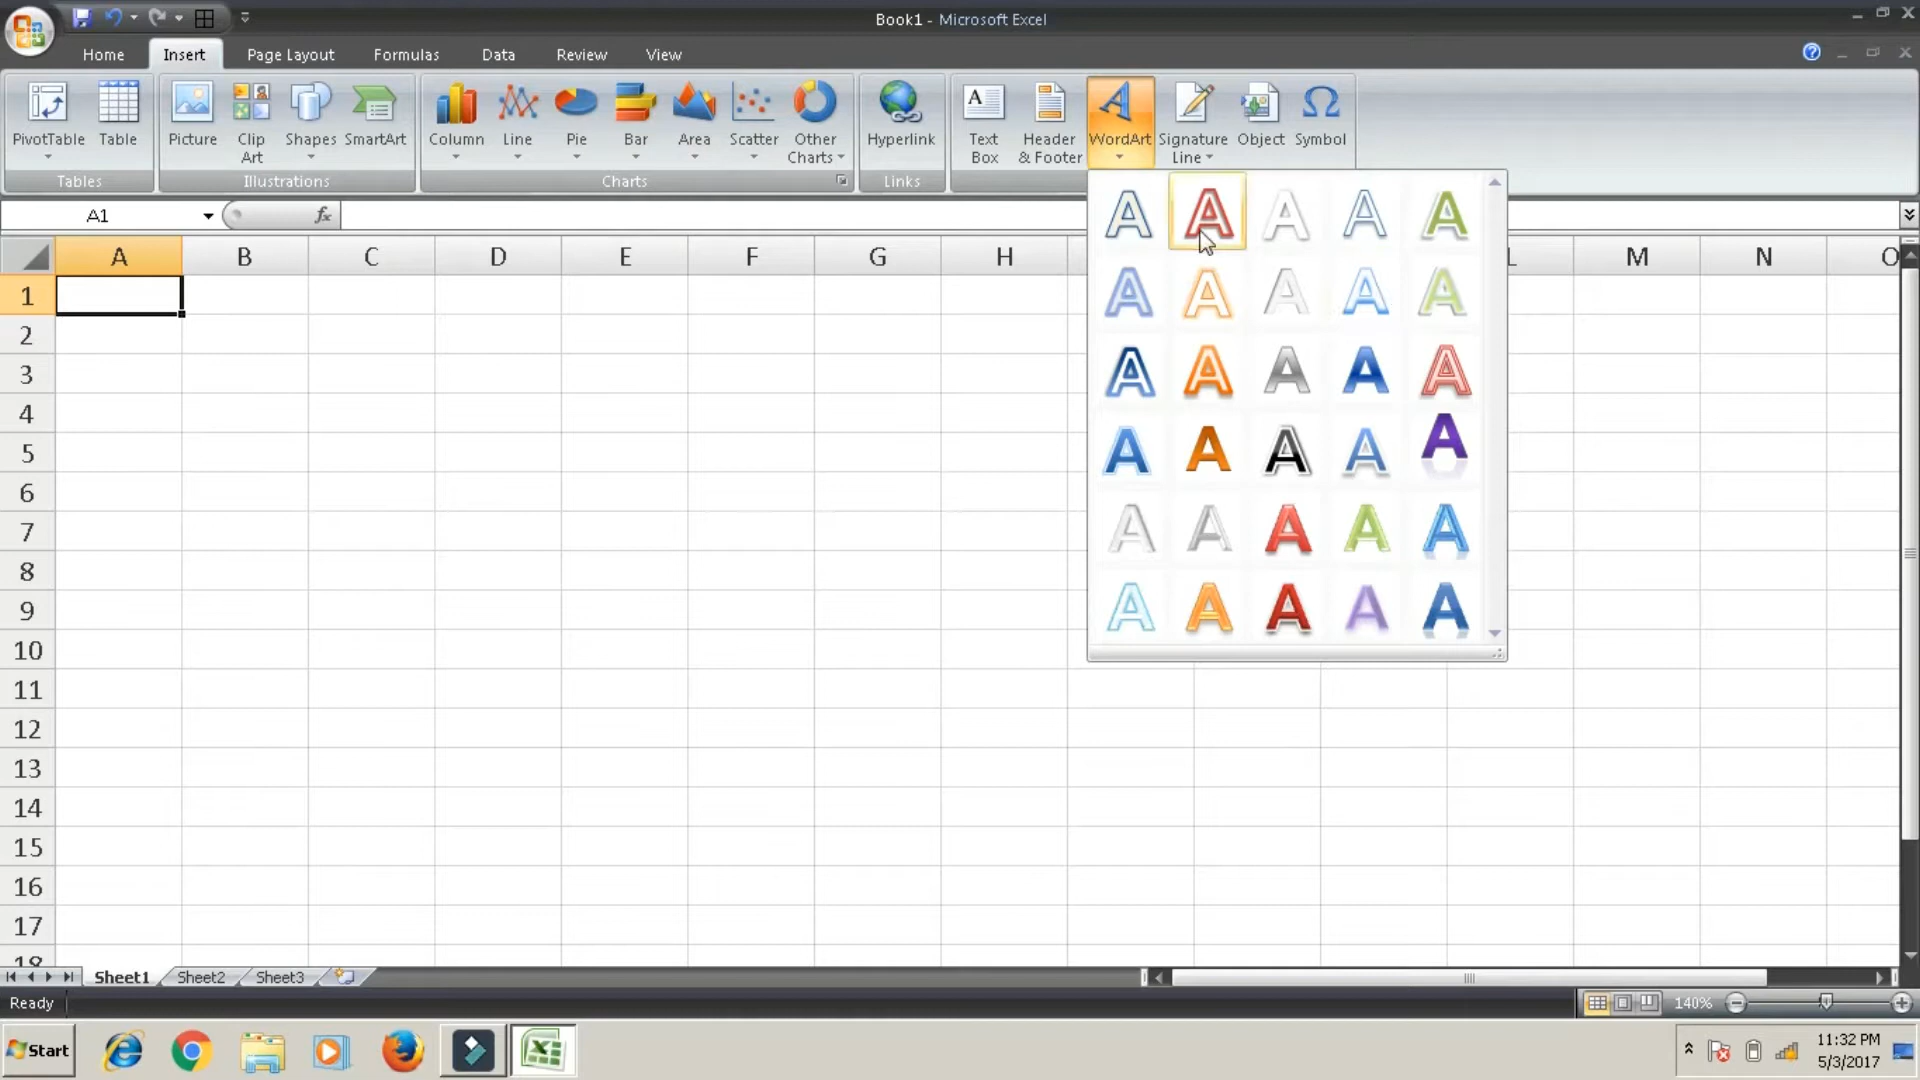 Book1 - Microsoft Excel
Home Insert Page Layout Formulas Data Review View
PivotTable Table Picture Clip Art Shapes SmartArt Column Line Pie Bar Area Scatter Other Charts Hyperlink Text Box Header & Footer WordArt Signature Line Object Symbol
Tables Illustrations Charts Links
A1 fx
A B C D E F G H L M N O
1
2
3
4
5
6
7
8
9
10
11
12
13
14
15
16
17
18
A A A A A
A A A A A
A A A A A
A A A A A
A A A A A
A A A A A
Sheet1 Sheet2 Sheet3
Ready 140%
Start 11:32 PM
5/3/2017